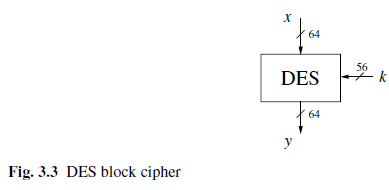 x
64
DES
56
k
64
y
Fig. 3.3 DES block cipher